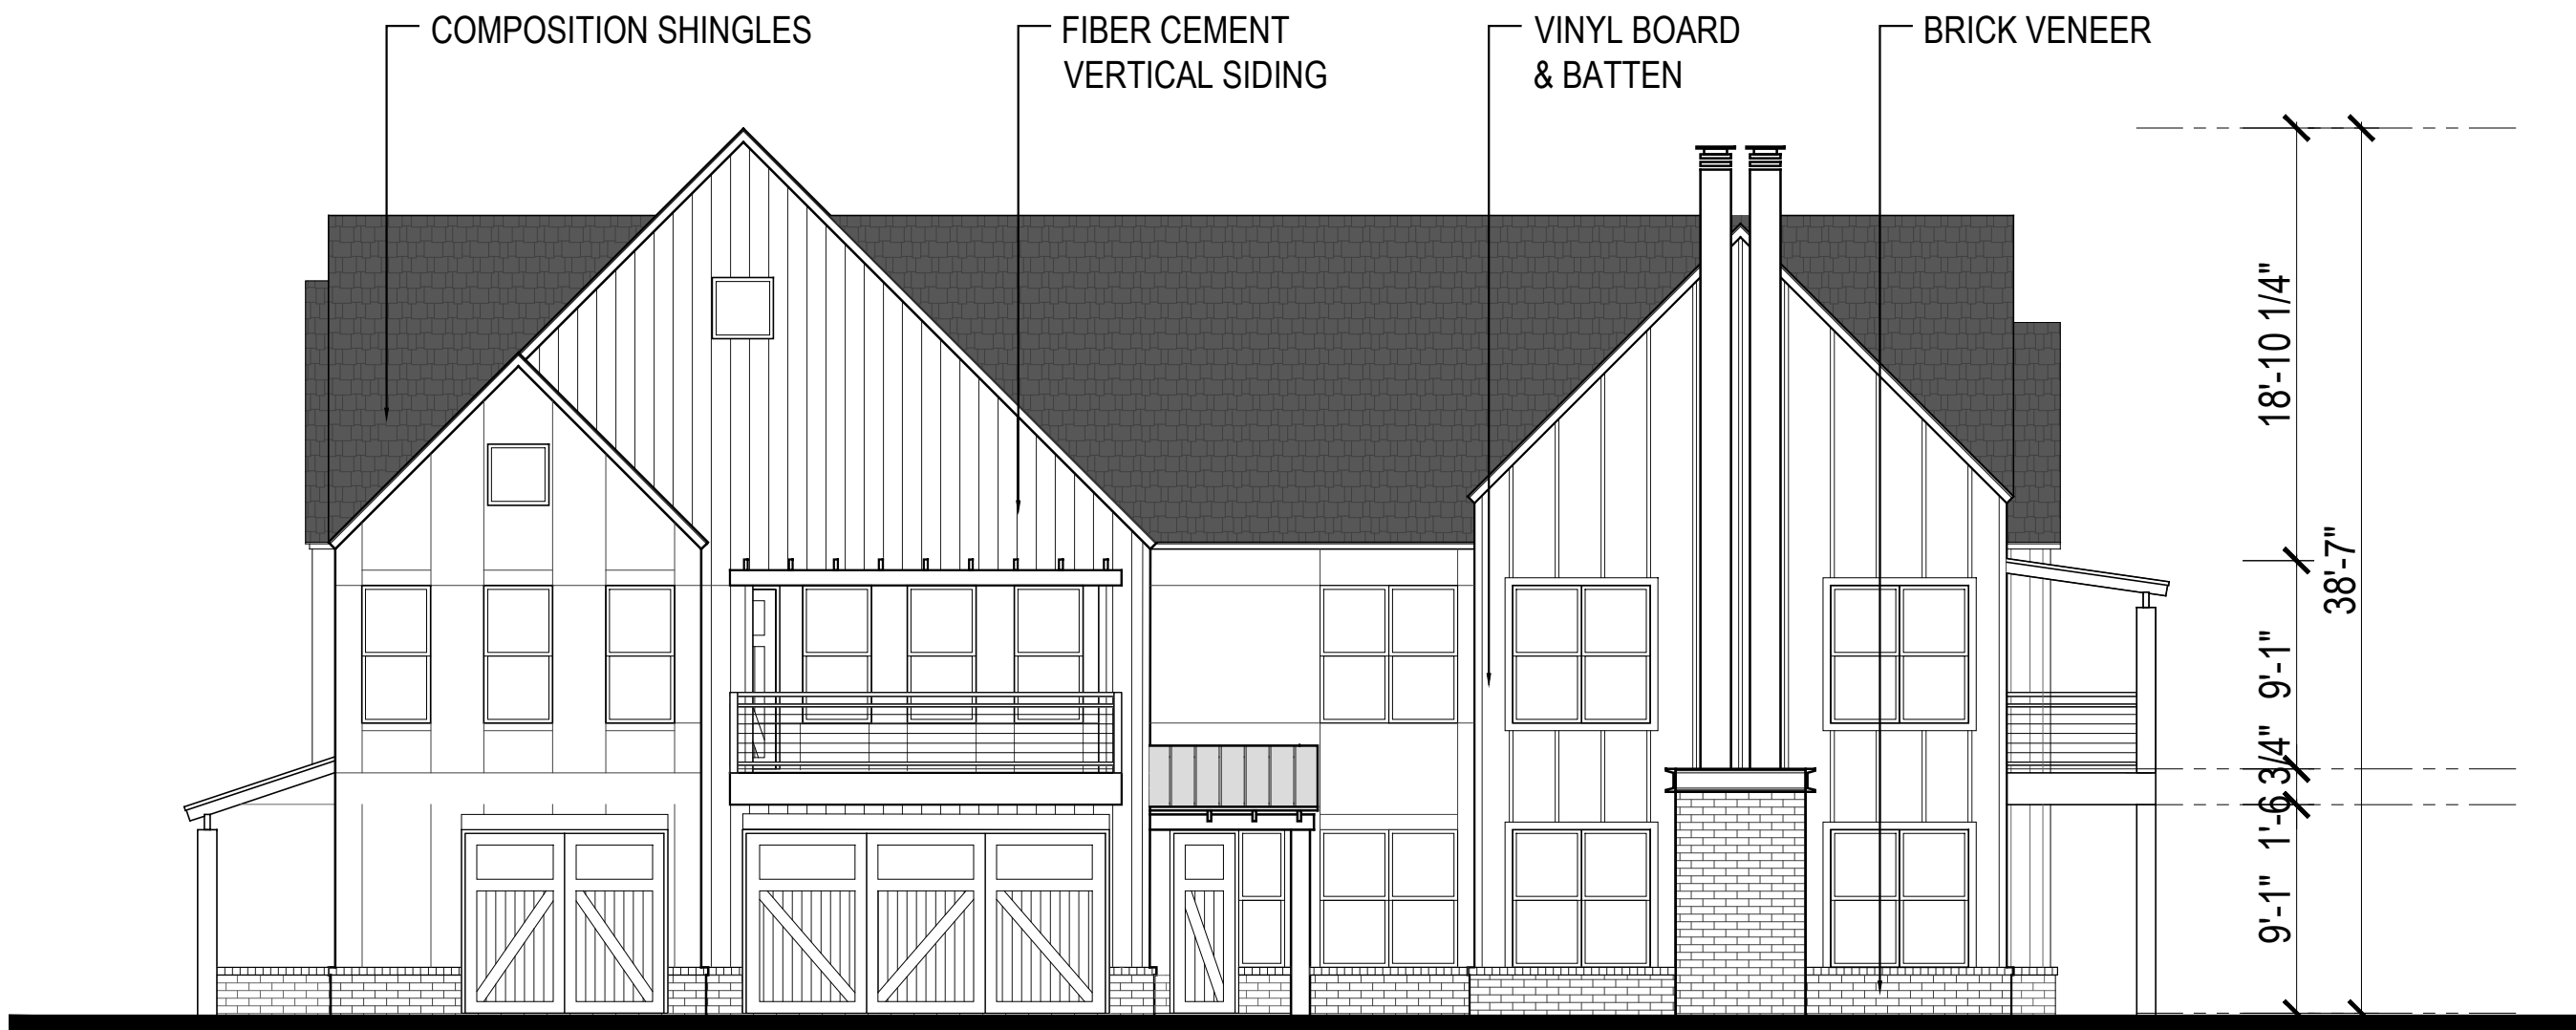 COMPOSITION SHINGLES
FIBER CEMENT
VERTICAL SIDING
VINYL BOARD
& BATTEN
BRICK VENEER
18'-10 1/4"
38'-7"
9'-1"
1'-6 3/4"
9'-1"